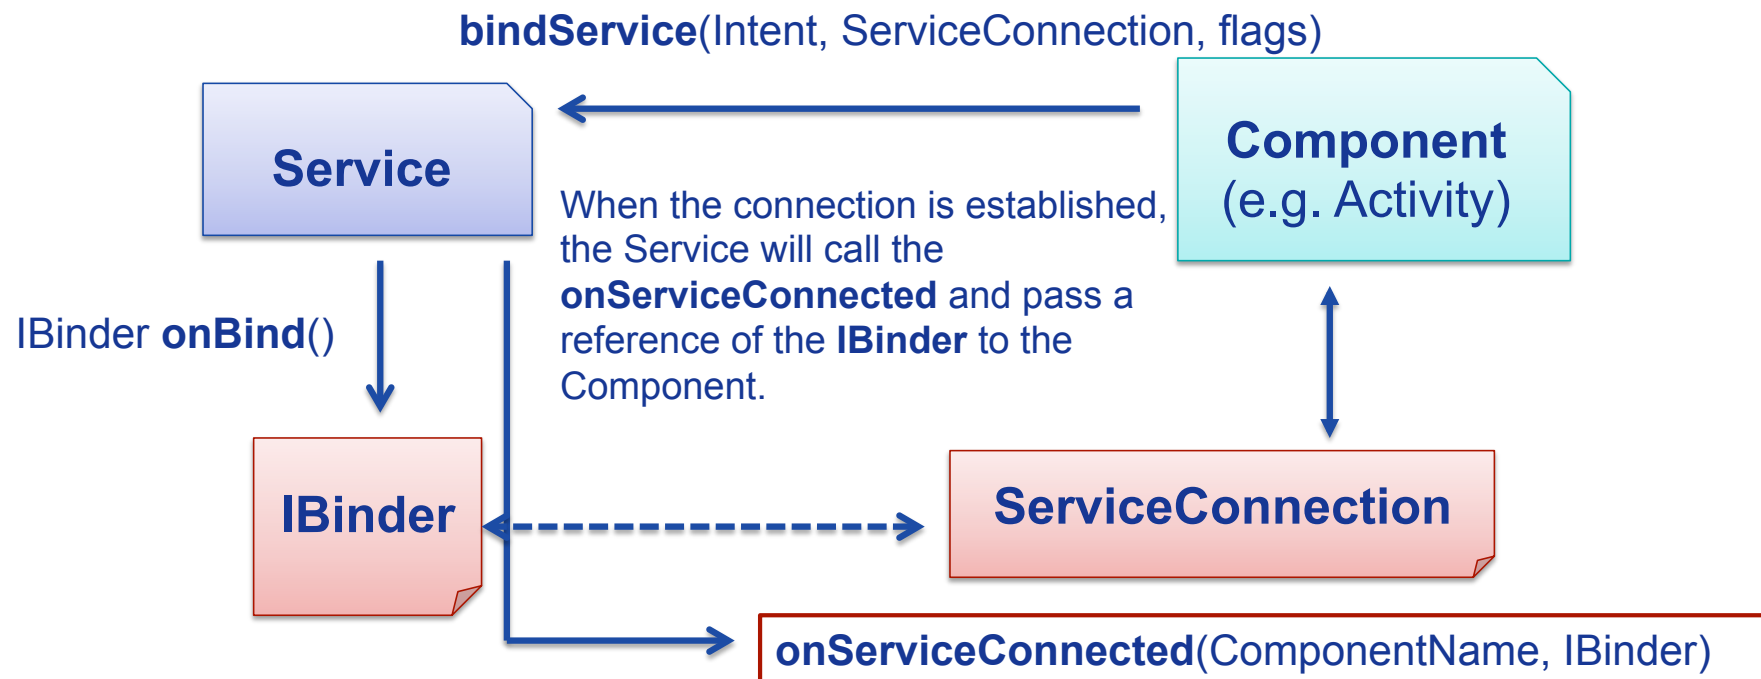 bindService(Intent, ServiceConnection, flags)
Service
Component
(e.g. Activity)
When the connection is established,
the Service will call the
onServiceConnected and pass a
reference of the IBinder to the
Component.
IBinder onBind()
IBinder
ServiceConnection
onServiceConnected(ComponentName, IBinder)